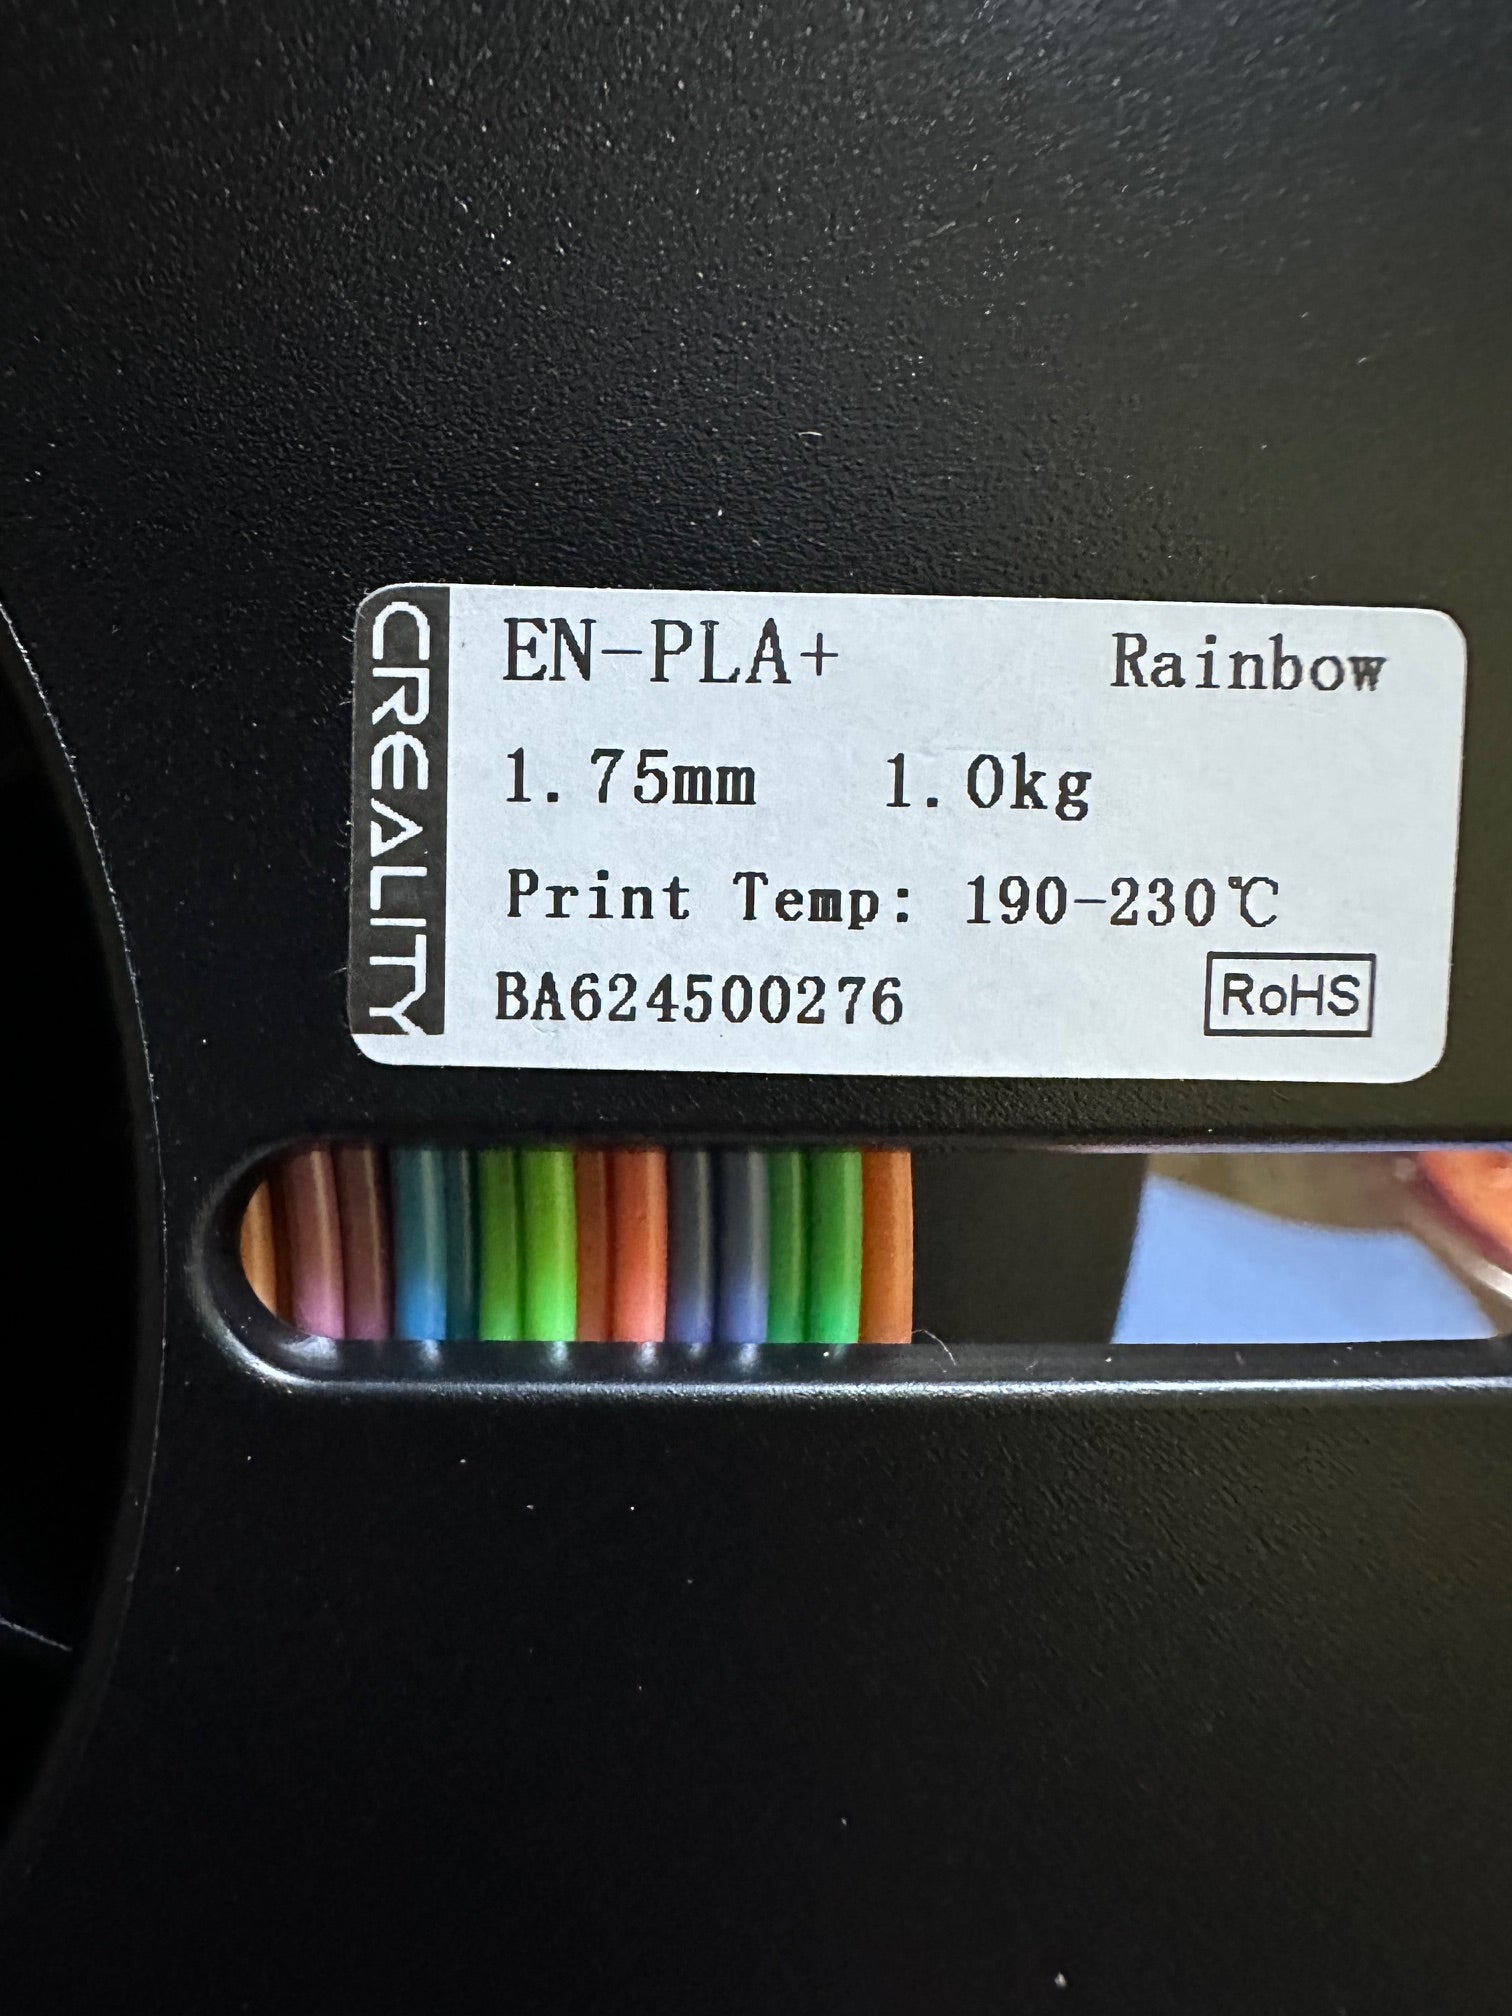 CREALITY
EN-PLA+ Rainbow
1.75mm 1.0kg
Print Temp: 190-230℃
BA624500276 RoHS